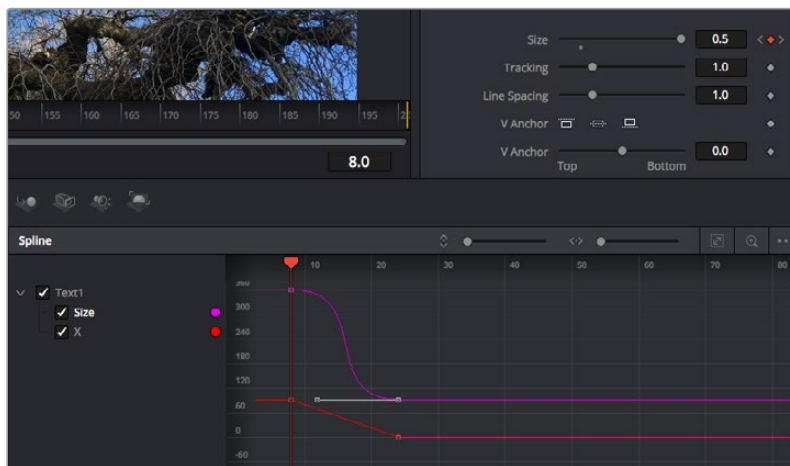 Size 0.5
Tracking 1.0
Line Spacing 1.0
V Anchor
V Anchor 0.0
Top Bottom
150 155 160 165 170 175 180 185 190 195
8.0
Spline
10 20 30 40 50 60 70 80
Text1
Size
X
300
240
180
120
60
0
-60